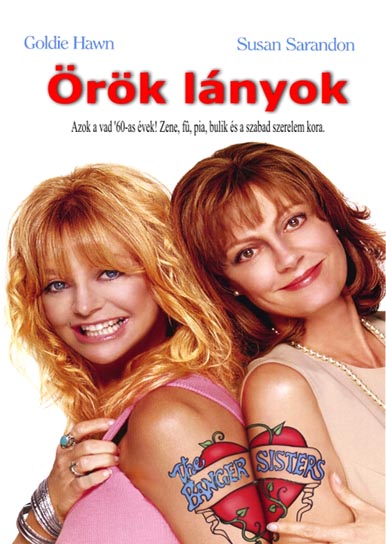 Goldie Hawn Susan Sarandon
Örök lányok
Azok a vad '60-as évek! Zene, fű, pia, bulik és a szabad szerelem kora.
The
BANGER
SISTERS